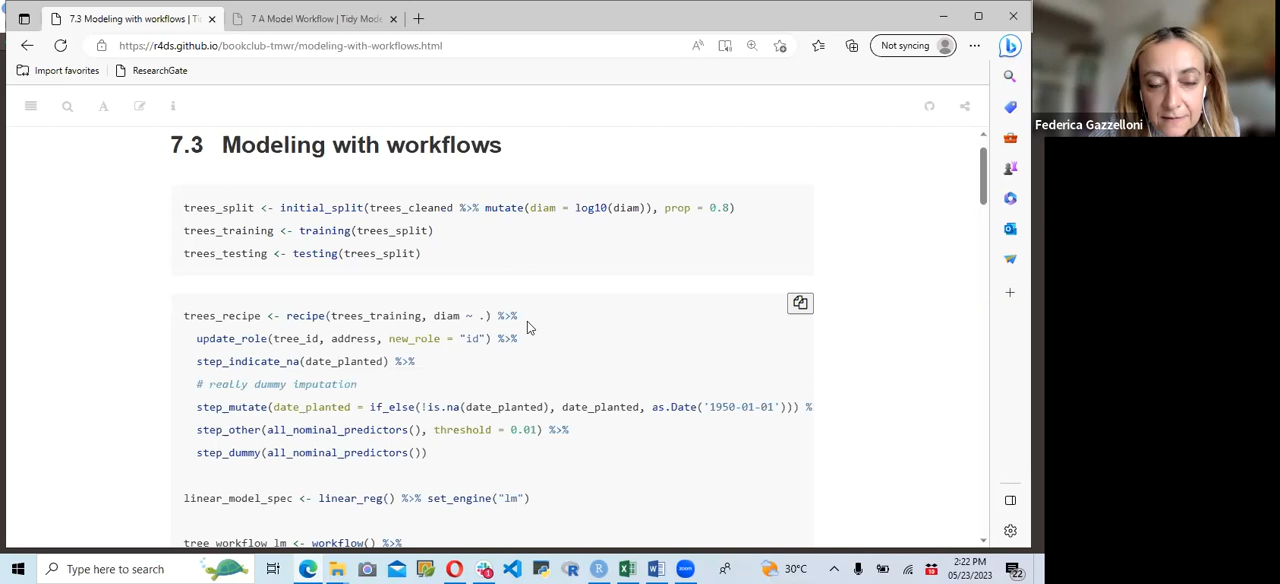 7.3 Modeling with workflows | Ti
7 A Model Workflow | Tidy Mode
https://r4ds.github.io/bookclub-tmwr/modeling-with-workflows.html
Not syncing
Import favorites
ResearchGate
Federica Gazzelloni
7.3 Modeling with workflows
trees_split <- initial_split(trees_cleaned %>% mutate(diam = log10(diam)), prop = 0.8)
trees_training <- training(trees_split)
trees_testing <- testing(trees_split)
trees_recipe <- recipe(trees_training, diam ~ .) %>%
update_role(tree_id, address, new_role = "id") %>%
step_indicate_na(date_planted) %>%
# really dummy imputation
step_mutate(date_planted = if_else(!is.na(date_planted), date_planted, as.Date('1950-01-01'))) %
step_other(all_nominal_predictors(), threshold = 0.01) %>%
step_dummy(all_nominal_predictors())
linear_model_spec <- linear_reg() %>% set_engine("lm")
tree_workflow_lm <- workflow() %>%
Type here to search
30°C
2:22 PM
05/23/2023
22